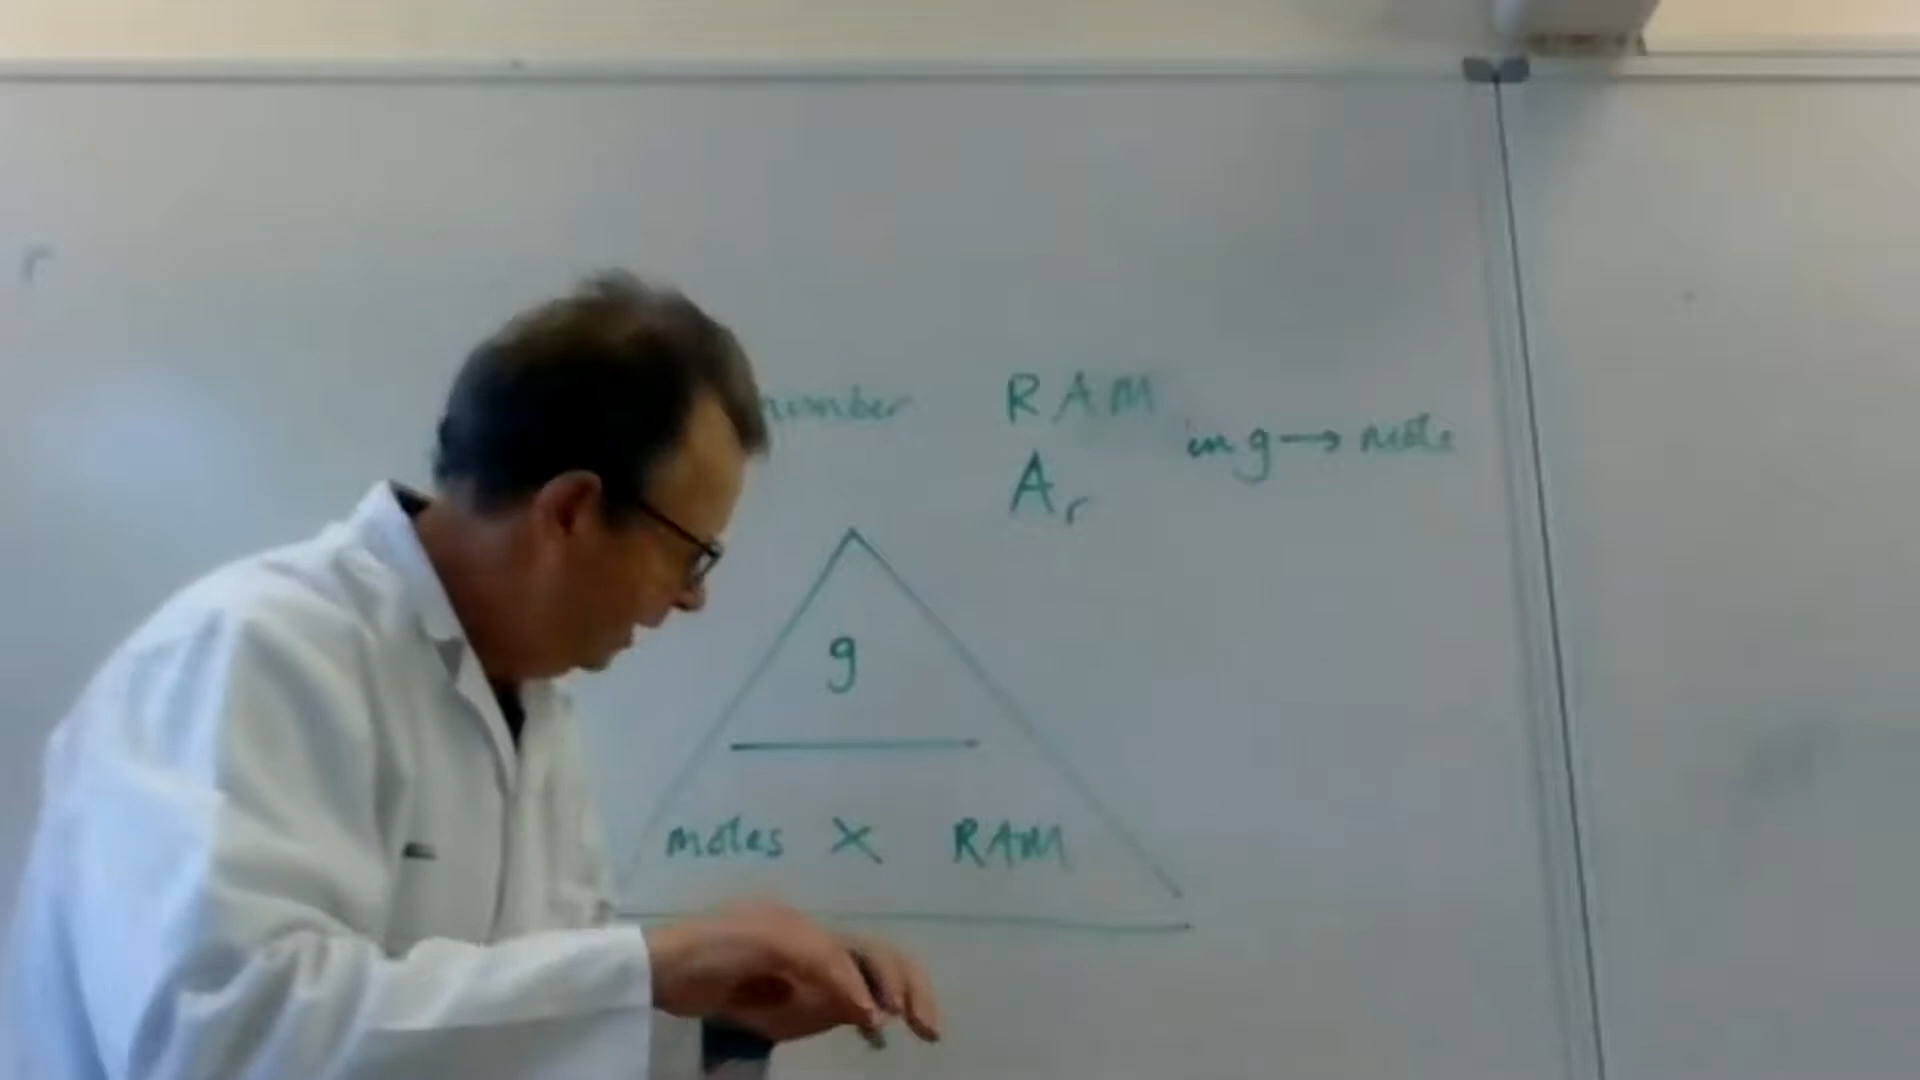 r
number RAM
in g → mole
Ar
g
moles X RAM